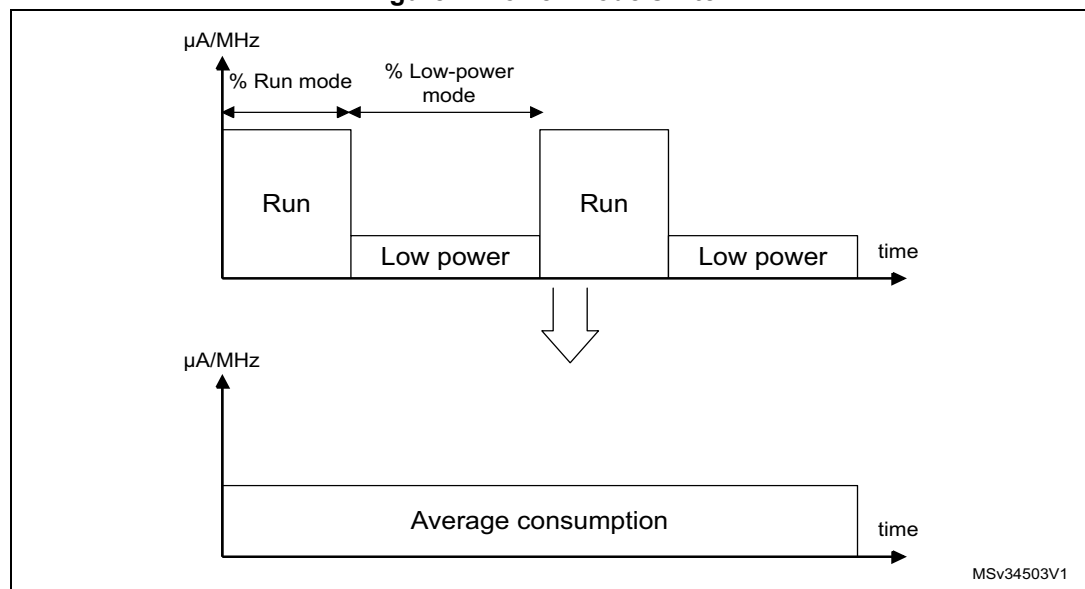 µA/MHz
% Run mode
% Low-power
mode
Run
Run
Low power
Low power
time
µA/MHz
Average consumption
time
MSv34503V1